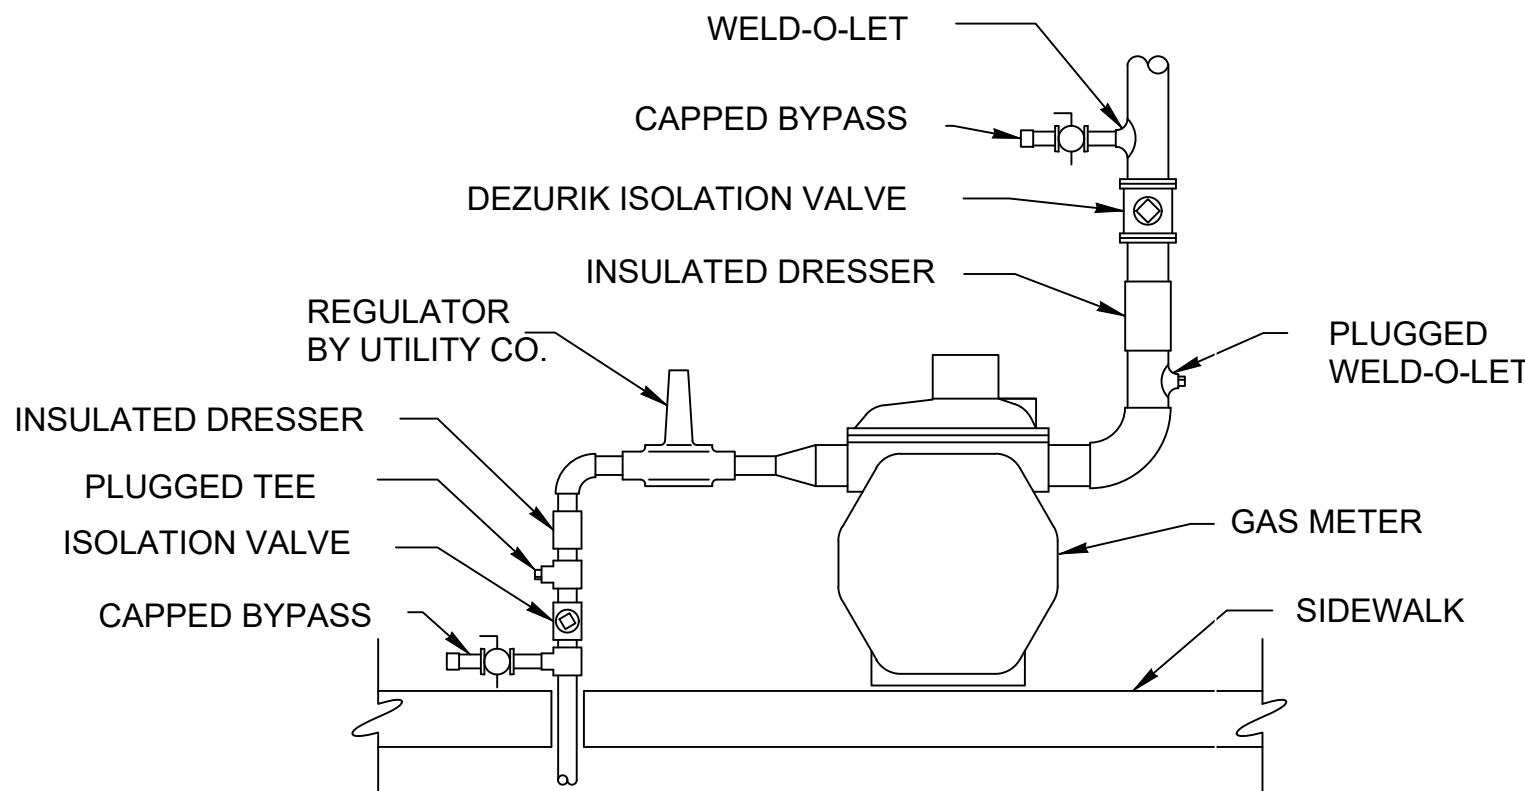 WELD-O-LET
CAPPED BYPASS
DEZURIK ISOLATION VALVE
INSULATED DRESSER
REGULATOR
BY UTILITY CO.
PLUGGED
WELD-O-LET
INSULATED DRESSER
PLUGGED TEE
ISOLATION VALVE
GAS METER
CAPPED BYPASS
SIDEWALK